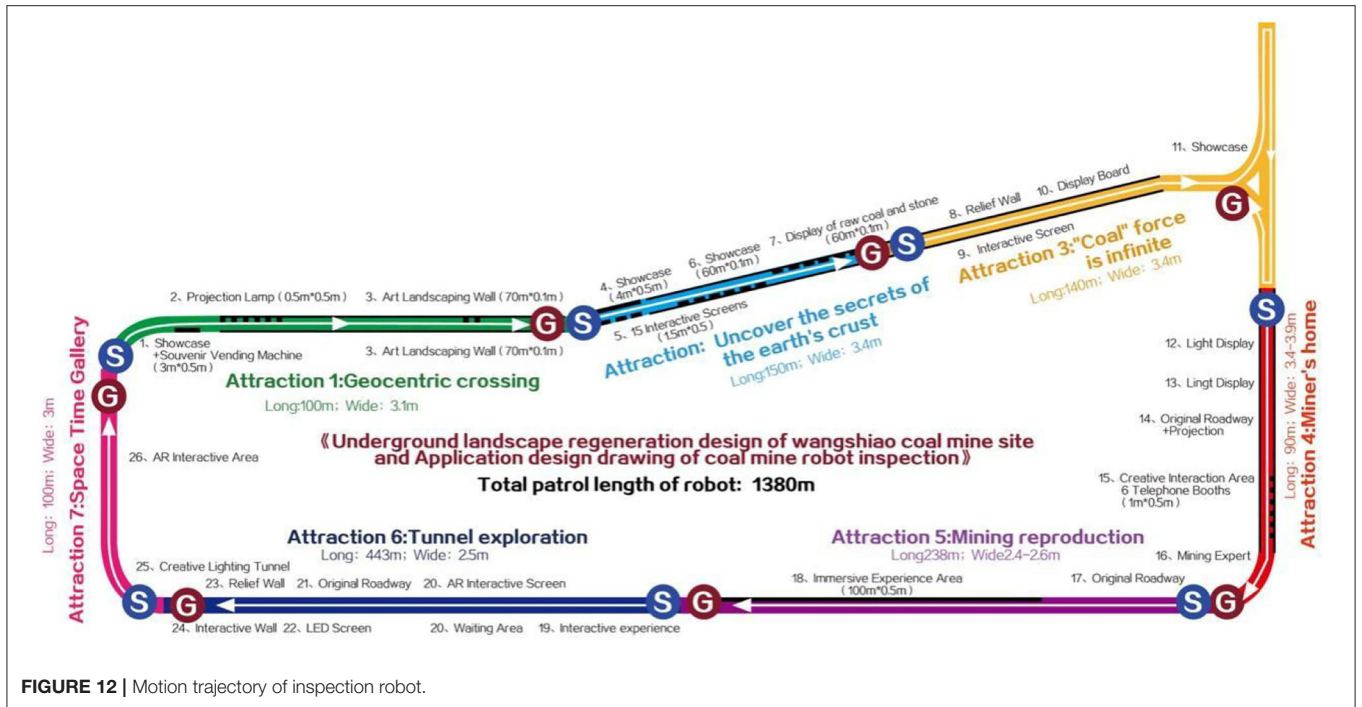 11、Showcase
10、Display Board
8、Relief Wall
7、Display of raw coal and stone
(60m*0.1m)
G
6、Showcase
(60m*0.1m)
G
S
9、Interactive Screen
Attraction 3:"Coal" force
is infinite
Long:140m; Wide: 3.4m
4、Showcase
(4m*0.5m)
2、Projection Lamp (0.5m*0.5m)
3、Art Landscaping Wall (70m*0.1m)
G
S
5、15 Interactive Screens
(1.5m*0.5)
Attraction: Uncover the secrets of
the earth's crust
Long:150m; Wide: 3.4m
S
1、Showcase
+Souvenir Vending Machine
(3m*0.5m)
3、Art Landscaping Wall (70m*0.1m)
Attraction 1:Geocentric crossing
Long:100m; Wide: 3.1m
G
S
12、Light Display
13、Lingt Display
14、Original Roadway
+Projection
15、Creative Interaction Area
6 Telephone Booths
(1m*0.5m)
16、Mining Expert
Attraction 4:Miner's home
Long: 90m; Wide: 3.4-3.9m
《Underground landscape regeneration design of wangshiao coal mine site
and Application design drawing of coal mine robot inspection》
Total patrol length of robot: 1380m
Long: 100m; Wide: 3m
Attraction 7:Space Time Gallery
26、AR Interactive Area
Attraction 6:Tunnel exploration
Long: 443m; Wide: 2.5m
Attraction 5:Mining reproduction
Long238m; Wide2.4-2.6m
25、Creative Lighting Tunnel
23、Relief Wall
21、Original Roadway
20、AR Interactive Screen
18、Immersive Experience Area
(100m*0.5m)
17、Original Roadway
S
G
S
G
S
G
24、Interactive Wall
22、LED Screen
20、Waiting Area
19、Interactive experience
FIGURE 12 | Motion trajectory of inspection robot.